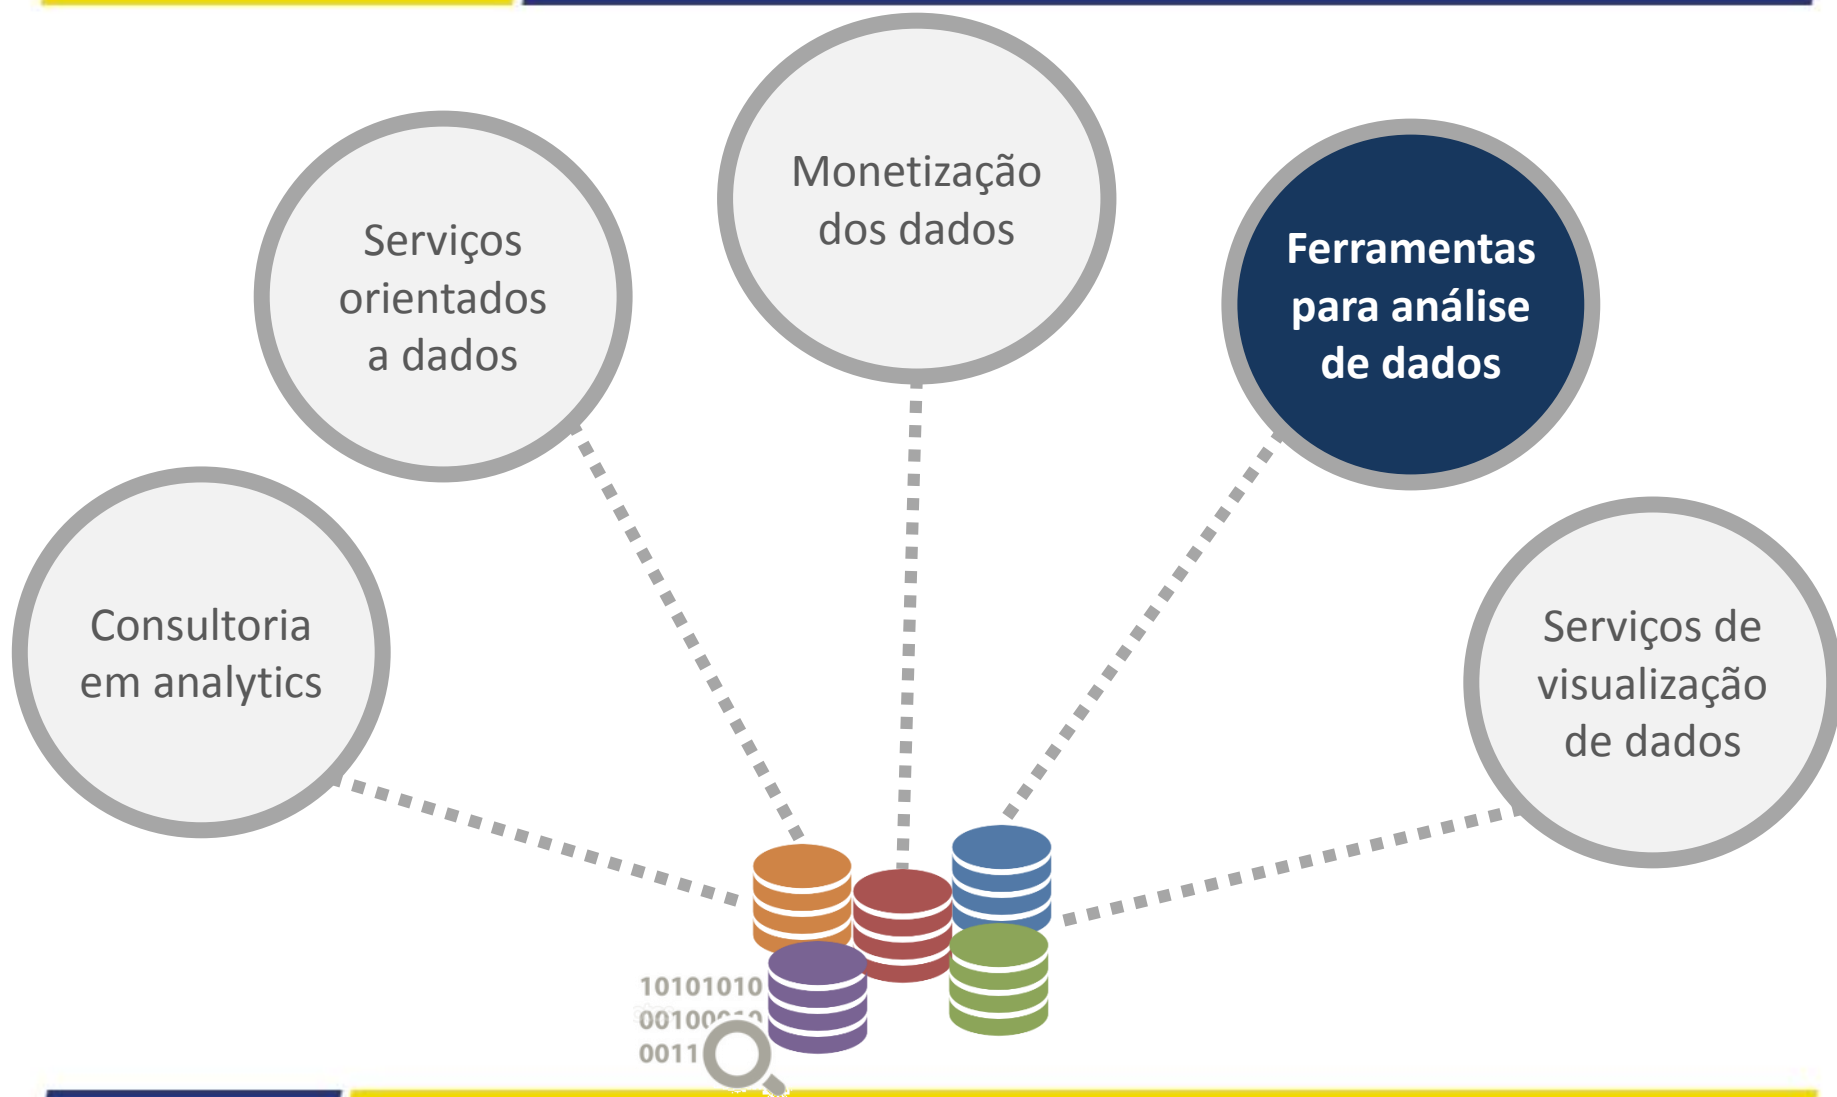 Monetização
dos dados
Serviços
orientados
a dados
Ferramentas
para análise
de dados
Consultoria
em analytics
Serviços de
visualização
de dados
10101010
00100010
0011